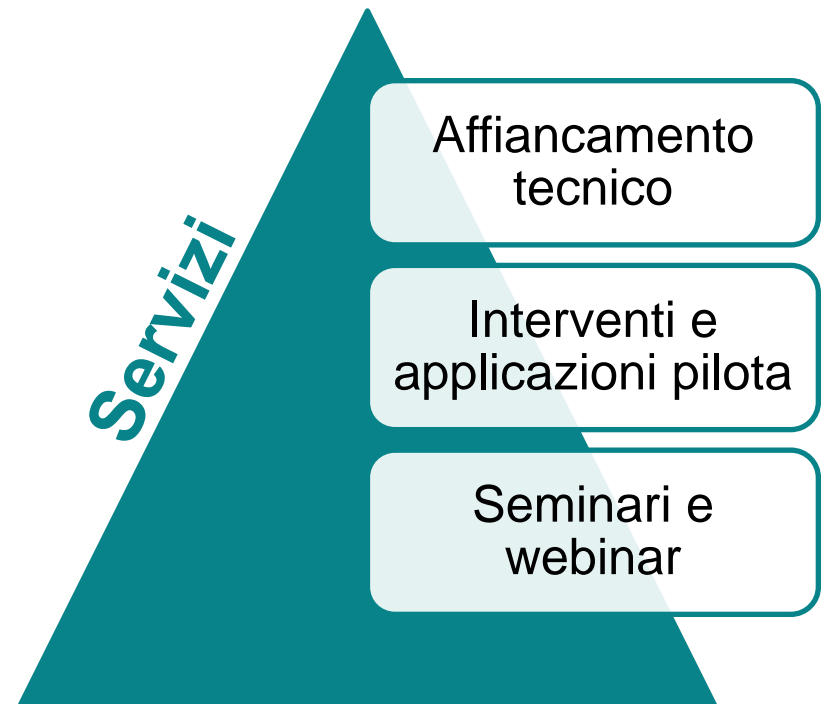 Servizi
Affiancamento
tecnico
Interventi e
applicazioni pilota
Seminari e
webinar